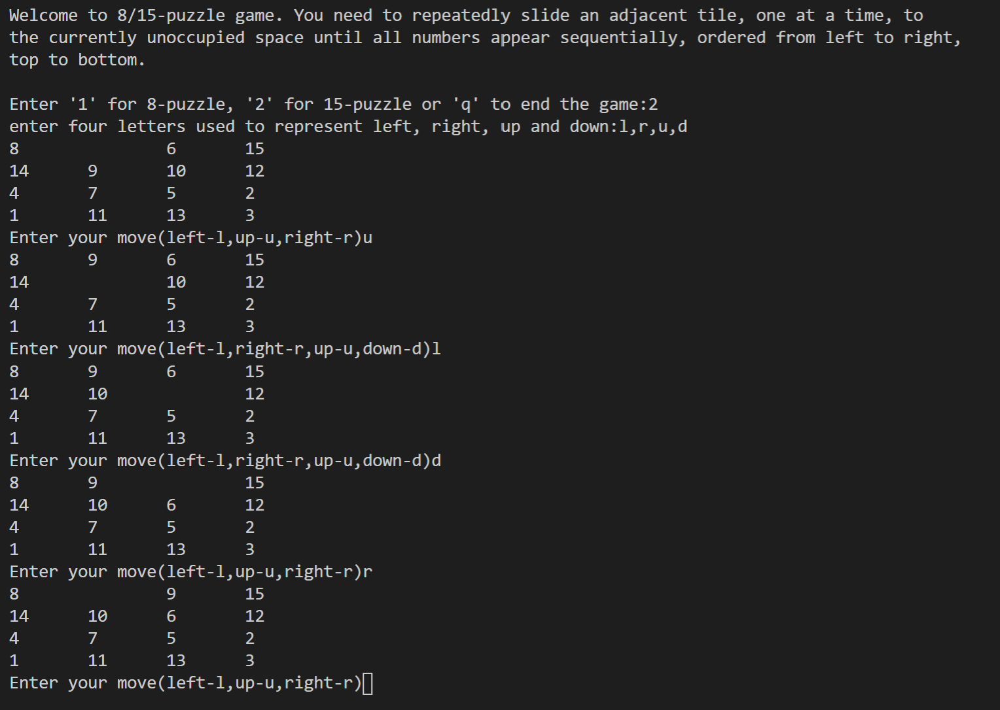 Welcome to 8/15-puzzle game. You need to repeatedly slide an adjacent tile, one at a time, to
the currently unoccupied space until all numbers appear sequentially, ordered from left to right,
top to bottom.

Enter '1' for 8-puzzle, '2' for 15-puzzle or 'q' to end the game:2
enter four letters used to represent left, right, up and down:l,r,u,d
8               6       15
14      9       10      12
4       7       5       2
1       11      13      3
Enter your move(left-l,up-u,right-r)u
8       9       6       15
14              10      12
4       7       5       2
1       11      13      3
Enter your move(left-l,right-r,up-u,down-d)l
8       9       6       15
14      10              12
4       7       5       2
1       11      13      3
Enter your move(left-l,right-r,up-u,down-d)d
8       9               15
14      10      6       12
4       7       5       2
1       11      13      3
Enter your move(left-l,up-u,right-r)r
8               9       15
14      10      6       12
4       7       5       2
1       11      13      3
Enter your move(left-l,up-u,right-r)